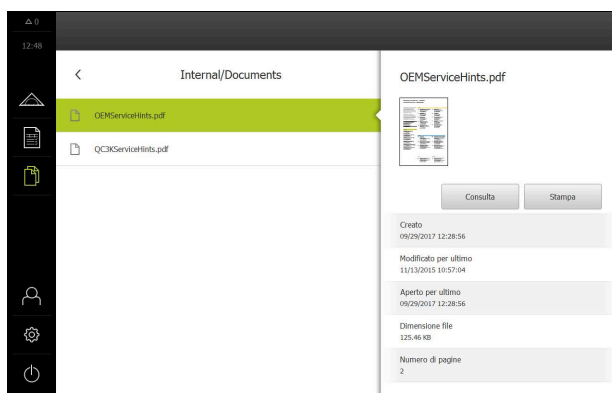 0
12:48
Internal/Documents
OEMServiceHints.pdf
QC3KServiceHints.pdf
OEMServiceHints.pdf
Consulta
Stampa
Creato
09/29/2017 12:28:56
Modificato per ultimo
11/13/2015 10:57:04
Aperto per ultimo
09/29/2017 12:28:56
Dimensione file
125.46 KB
Numero di pagine
2